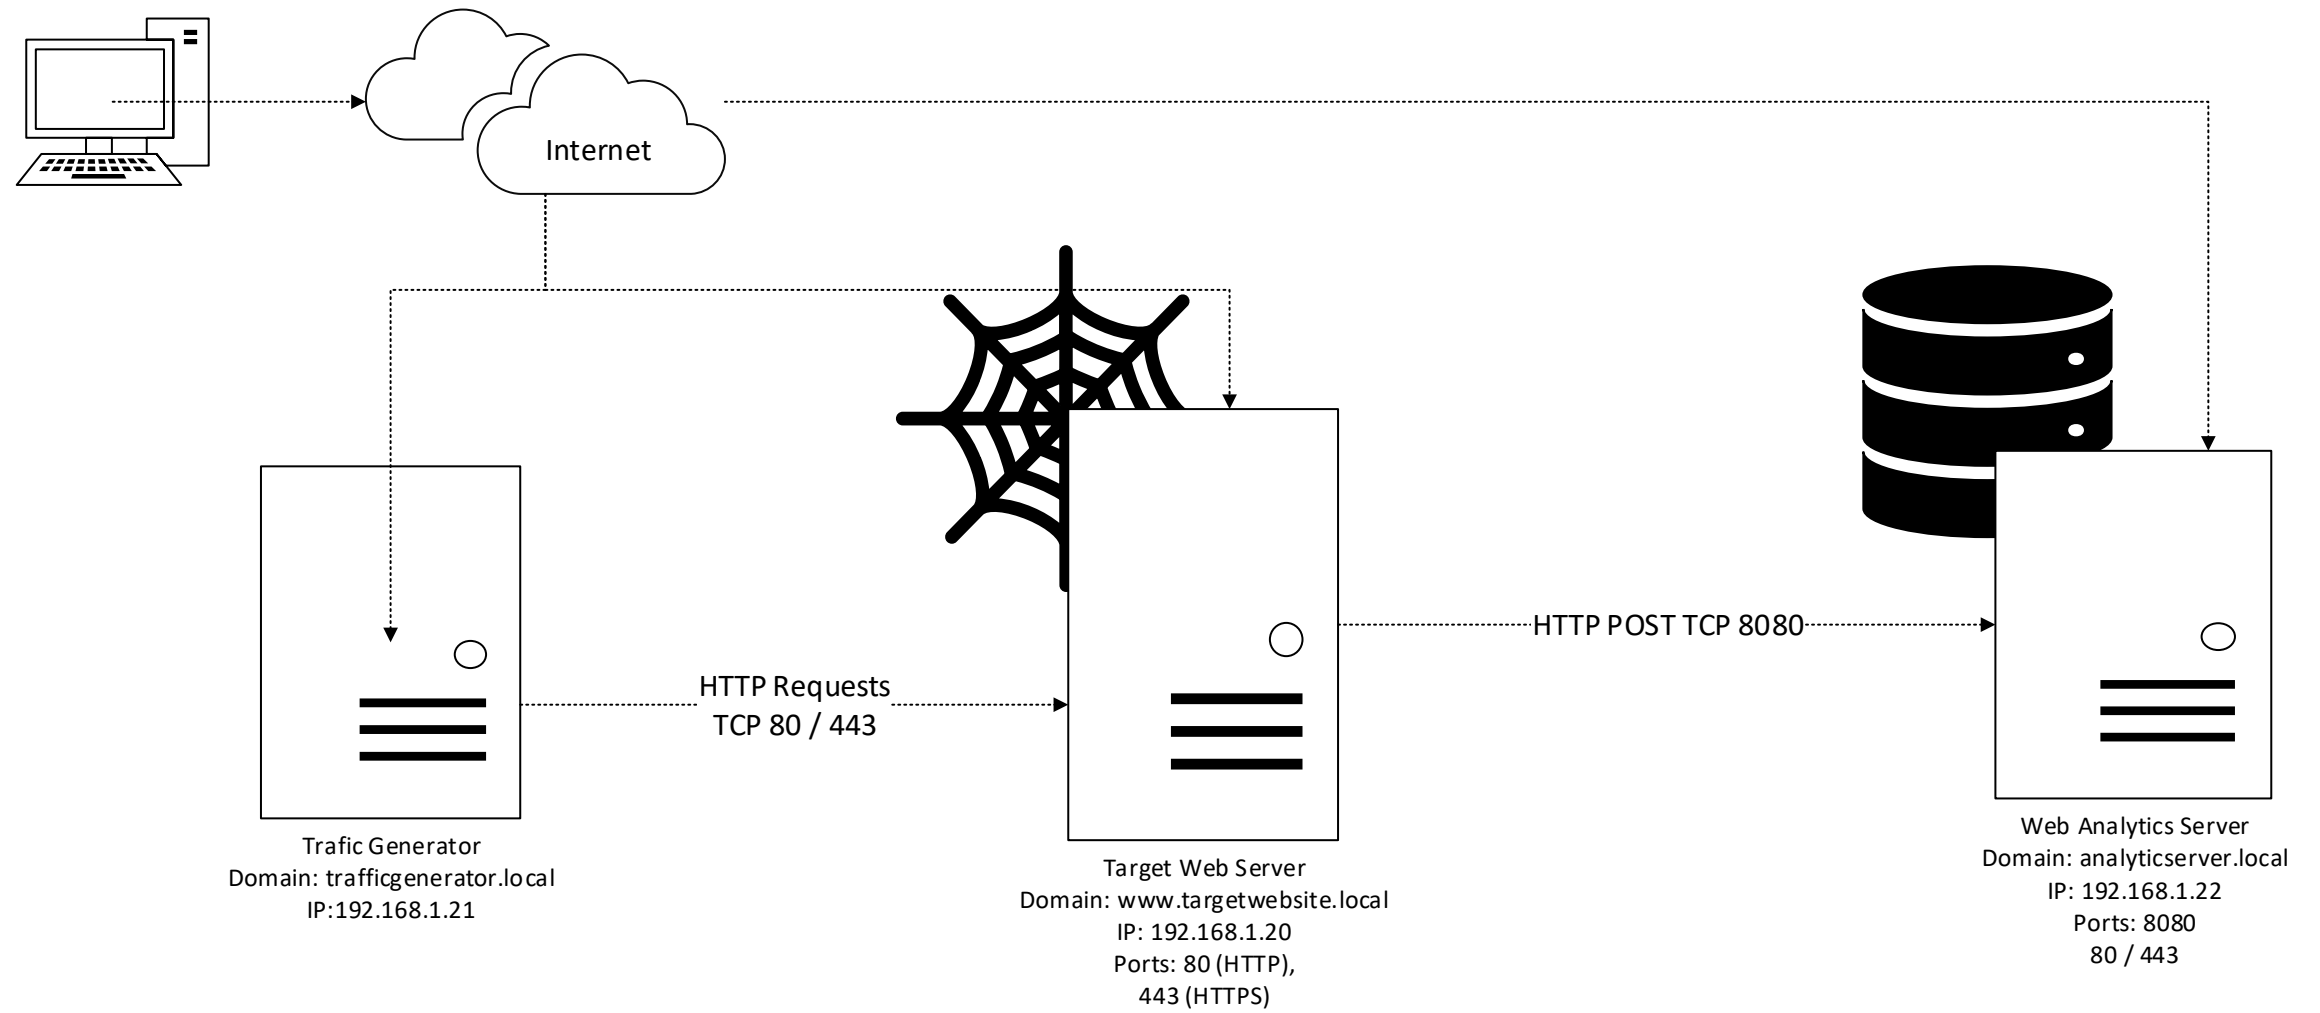 Internet
HTTP POST TCP 8080
HTTP Requests
TCP 80 / 443
Trafic Generator
Domain: trafficgenerator.local
IP:192.168.1.21
Target Web Server
Domain: www.targetwebsite.local
IP: 192.168.1.20
Ports: 80 (HTTP),
443 (HTTPS)
Web Analytics Server
Domain: analyticserver.local
IP: 192.168.1.22
Ports: 8080
80 / 443